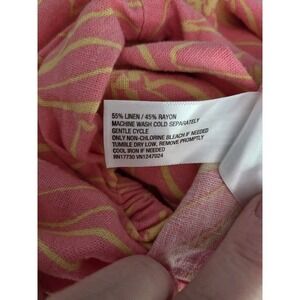 55% LINEN / 45% RAYON
MACHINE WASH COLD SEPARATELY
GENTLE CYCLE
ONLY NON-CHLORINE BLEACH IF NEEDED
TUMBLE DRY LOW, REMOVE PROMPTLY
COOL IRON IF NEEDED
RN17730 VN1247024